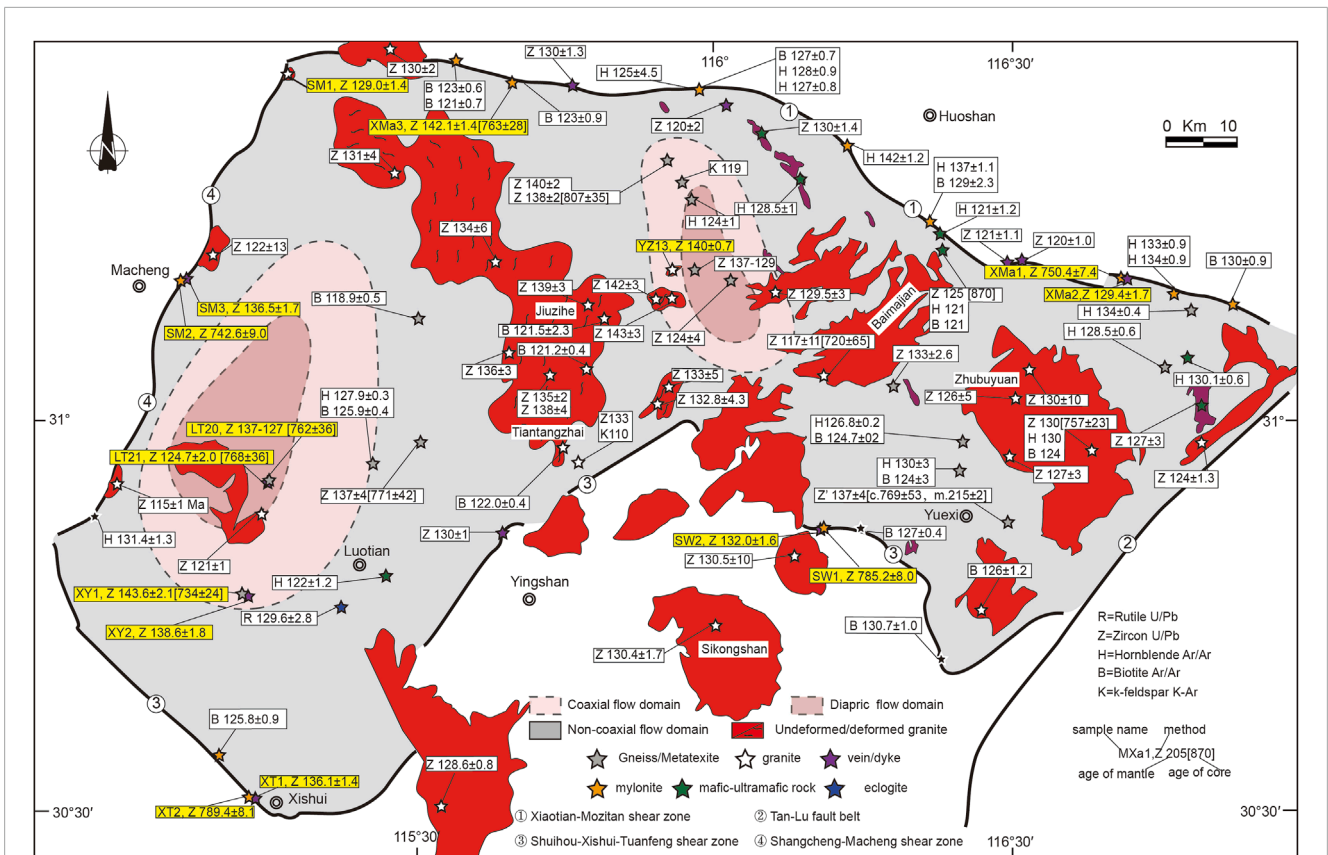 116°
116°30′
Z 130±1.3
Z 130±2
SM1, Z 129.0±1.4
B 123±0.6
B 121±0.7
XMa3, Z 142.1±1.4[763±28]
B 123±0.9
H 125±4.5
B 127±0.7
H 128±0.9
H 127±0.8
Z 120±2
①
Z 130±1.4
Huoshan
0 Km 10
Z 131±4
K 119
H 142±1.2
H 137±1.1
B 129±2.3
Z 140±2
Z 138±2[807±35]
④
H 128.5±1
①
H 121±1.2
H 124±1
Z 134±6
Z 122±13
YZ13, Z 140±0.7
Z 121±1.1
Z 120±1.0
H 133±0.9
H 134±0.9
B 130±0.9
Macheng
Z 137-129
XMa1, Z 750.4±7.4
Z 139±3
Z 142±3
Z 129.5±3
Z 125 [870]
H 121
B 121
XMa2, Z 129.4±1.7
B 118.9±0.5
SM3, Z 136.5±1.7
Jiuzihe
Baimajian
H 134±0.4
SM2, Z 742.6±9.0
B 121.5±2.3
Z 143±3
Z 124±4
Z 117±11[720±65]
H 128.5±0.6
B 121.2±0.4
Z 133±2.6
Z 136±3
Z 133±5
Zhubuyuan
H 130.1±0.6
H 127.9±0.3
B 125.9±0.4
Z 135±2
Z 138±4
Z 132.8±4.3
Z 126±5
Z 130±10
④
31°
31°
LT20, Z 137-127 [762±36]
Tiantangzhai
Z133
K110
H126.8±0.2
B 124.7±02
Z 130[757±23]
H 130
B 124
Z 127±3
LT21, Z 124.7±2.0 [768±36]
H 130±3
B 124±3
Z 127±3
Z 124±1.3
Z 115±1 Ma
Z 137±4[771±42]
B 122.0±0.4
③
Z' 137±4[c.769±53, m.215±2]
Yuexi
H 131.4±1.3
Z 130±1
SW2, Z 132.0±1.6
B 127±0.4
②
Luotian
③
Z 121±1
Z 130.5±10
SW1, Z 785.2±8.0
B 126±1.2
H 122±1.2
Yingshan
XY1, Z 143.6±2.1[734±24]
R 129.6±2.8
XY2, Z 138.6±1.8
B 130.7±1.0
R=Rutile U/Pb
Z=Zircon U/Pb
H=Hornblende Ar/Ar
B=Biotite Ar/Ar
K=k-feldspar K-Ar
Z 130.4±1.7
Sikongshan
③
B 125.8±0.9
Coaxial flow domain
Diapric flow domain
Non-coaxial flow domain
Undeformed/deformed granite
sample name method
MXa1,Z 205[870]
age of mantle age of core
Gneiss/Metatexite
granite
vein/dyke
Z 128.6±0.8
XT1, Z 136.1±1.4
mylonite
mafic-ultramafic rock
eclogite
Xishui
XT2, Z 789.4±8.1
30°30′
30°30′
① Xiaotian-Mozitan shear zone
② Tan-Lu fault belt
115°30′
116°30′
③ Shuihou-Xishui-Tuanfeng shear zone
④ Shangcheng-Macheng shear zone